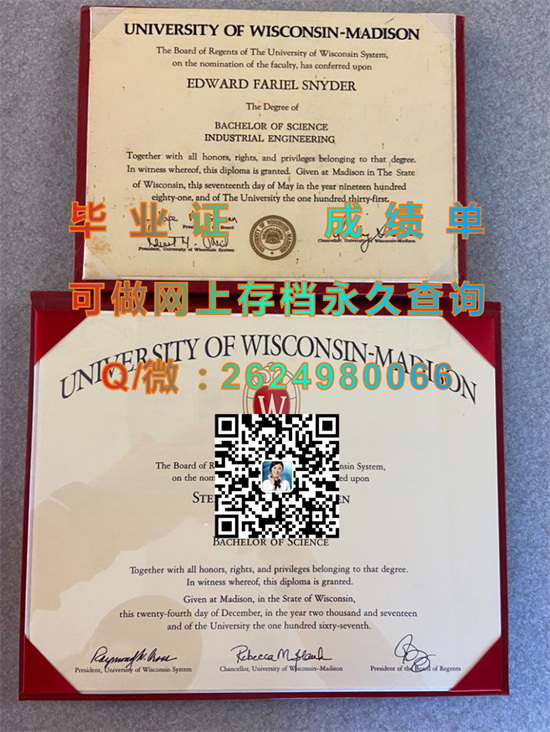 UNIVERSITY OF WISCONSIN-MADISON
The Board of Regents of The University of Wisconsin System,
on the nomination of the faculty, has conferred upon
EDWARD FARIEL SNYDER
The Degree of
BACHELOR OF SCIENCE
INDUSTRIAL ENGINEERING
Together with all honors, rights, and privileges belonging to that degree.
In witness whereof, this diploma is granted. Given at Madison in The State
of Wisconsin, this seventeenth day of May in the year nineteen hundred
eighty-one, and of The University the one hundred thirty-first.
毕业证 成绩单
President, University of Wisconsin System
Chancellor, University of Wisconsin-Madison
可做网上存档永久查询
UNIVERSITY OF WISCONSIN-MADISON
Q/微:2624980066
W
The Board of R sin System,
on the nom ed upon
STE EN
BACHELOR OF SCIENCE
Together with all honors, rights, and privileges belonging to that degree.
In witness whereof, this diploma is granted.
Given at Madison, in the State of Wisconsin,
this twenty-fourth day of December, in the year two thousand and seventeen
and of the University the one hundred sixty-seventh.
President, University of Wisconsin System
Chancellor, University of Wisconsin–Madison
President of the Board of Regents